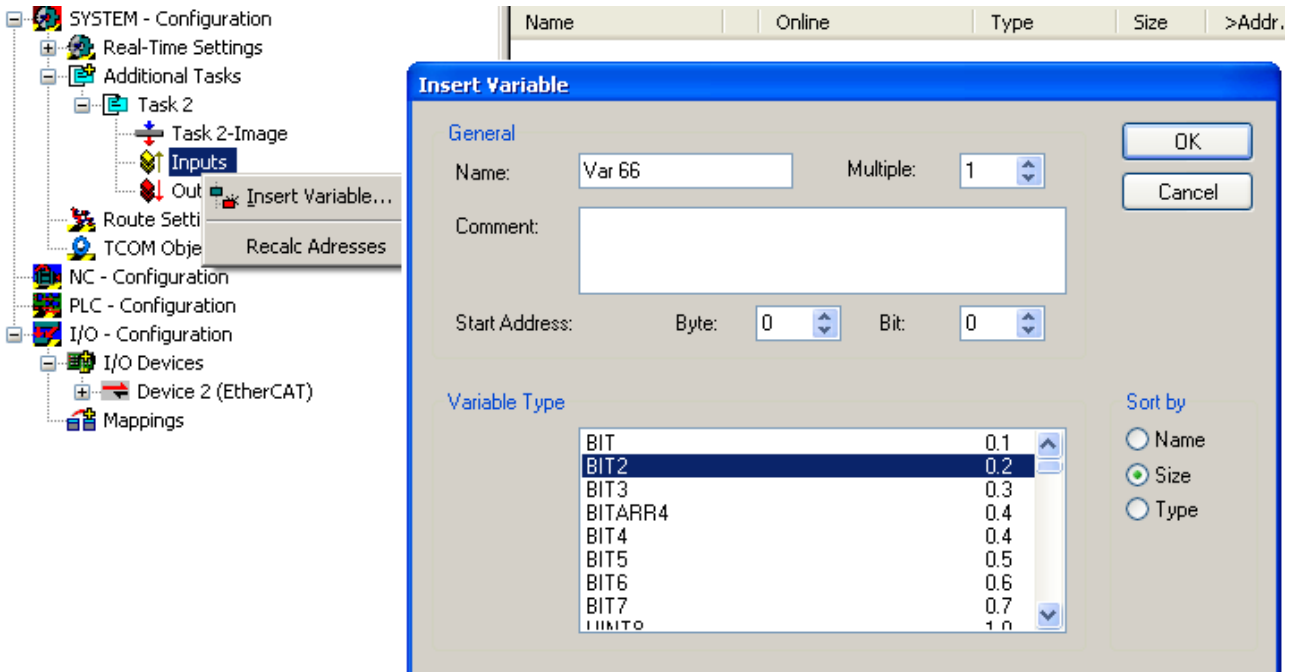 SYSTEM - Configuration
Real-Time Settings
Additional Tasks
Task 2
Task 2-Image
Inputs
Out
Insert Variable...
Route Setti
TCOM Obje
Recalc Adresses
NC - Configuration
PLC - Configuration
I/O - Configuration
I/O Devices
Device 2 (EtherCAT)
Mappings
Name Online Type Size >Addr.
Insert Variable
General
Name: Var 66 Multiple: 1
OK
Cancel
Comment:
Start Address: Byte: 0 Bit: 0
Variable Type
BIT 0.1
BIT2 0.2
BIT3 0.3
BITARR4 0.4
BIT4 0.4
BIT5 0.5
BIT6 0.6
BIT7 0.7
UINT8 1.0
Sort by
Name
Size
Type